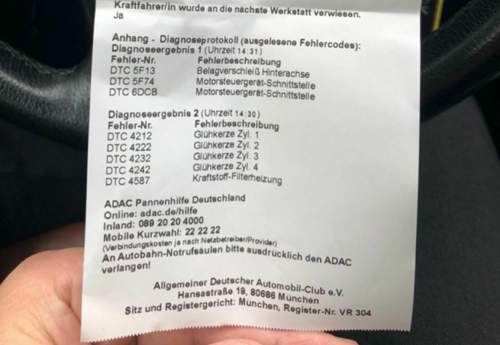 Kraftfahrer/in wurde an die nächste Werkstatt verwiesen.
Ja
Anhang - Diagnoseprotokoll (ausgelesene Fehlercodes):
Diagnoseergebnis 1 (Uhrzeit 14:31)
Fehler-Nr. Fehlerbeschreibung
DTC 5F13 Belagverschleiß Hinterachse
DTC 5F74 Motorsteuergerät-Schnittstelle
DTC 6DCB Motorsteuergerät-Schnittstelle
Diagnoseergebnis 2 (Uhrzeit 14:30)
Fehler-Nr. Fehlerbeschreibung
DTC 4212 Glühkerze Zyl. 1
DTC 4222 Glühkerze Zyl. 2
DTC 4232 Glühkerze Zyl. 3
DTC 4242 Glühkerze Zyl. 4
DTC 4587 Kraftstoff-Filterheizung
ADAC Pannenhilfe Deutschland
Online: adac.de/hilfe
Inland: 089 20 20 4000
Mobile Kurzwahl: 22 22 22
(Verbindungskosten je nach Netzbetreiber/Provider)
An Autobahn-Notrufsäulen bitte ausdrücklich den ADAC
verlangen!
Allgemeiner Deutscher Automobil-Club e.V.
Hansastraße 19, 80686 München
Sitz und Registergericht: München, Register-Nr. VR 304